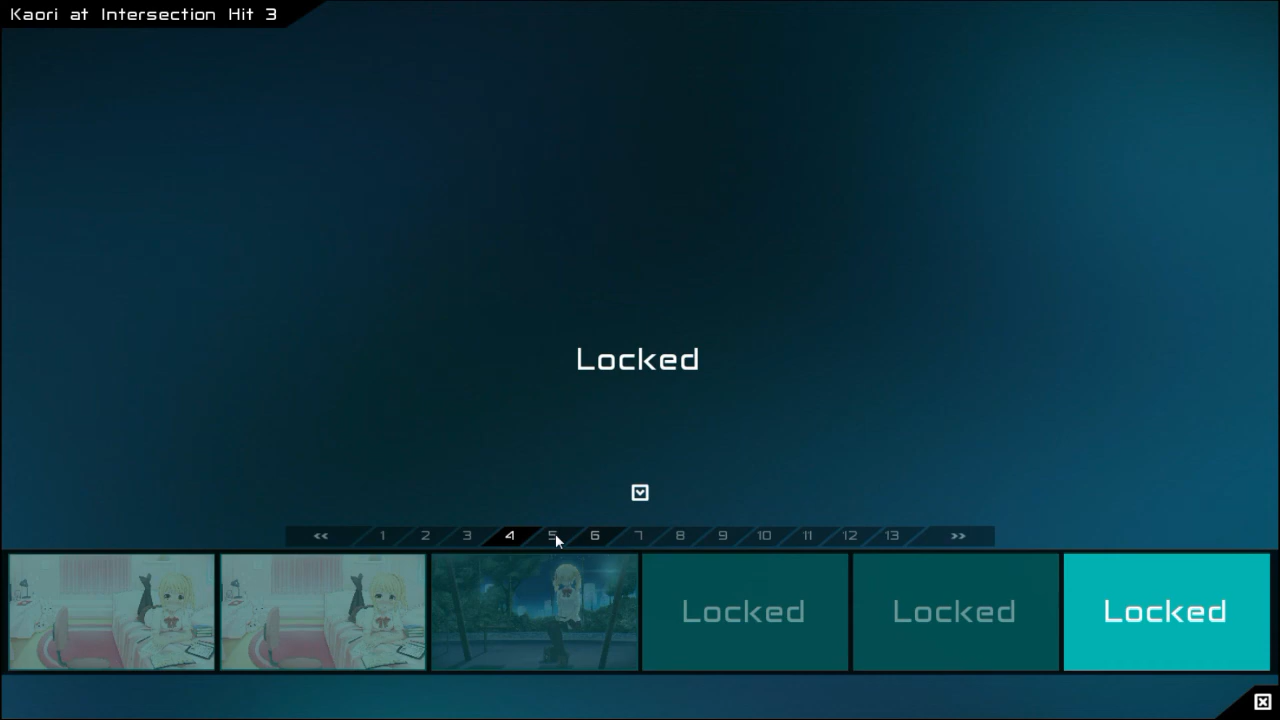 Kaori at Intersection Hit 3
Locked
<< 1 2 3 4 5 6 7 8 9 10 11 12 13 >>
Locked Locked Locked